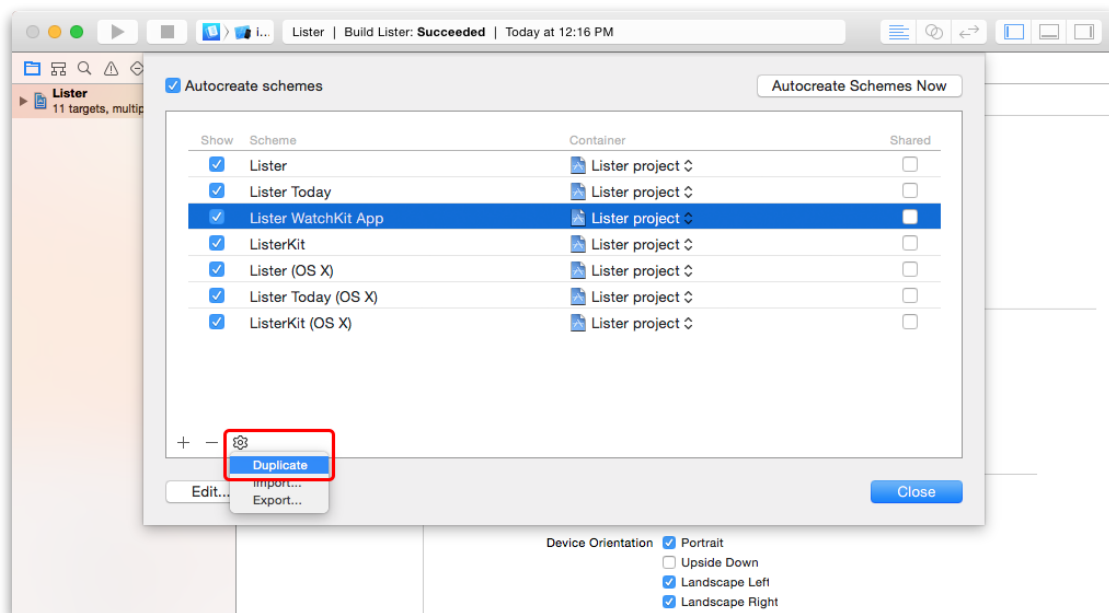 i... Lister | Build Lister: Succeeded | Today at 12:16 PM
Lister
11 targets, multip
Autocreate schemes
Autocreate Schemes Now
Show Scheme Container Shared
Lister Lister project
Lister Today Lister project
Lister WatchKit App Lister project
ListerKit Lister project
Lister (OS X) Lister project
Lister Today (OS X) Lister project
ListerKit (OS X) Lister project
Duplicate
Import...
Export...
Edit...
Close
Device Orientation Portrait
Upside Down
Landscape Left
Landscape Right